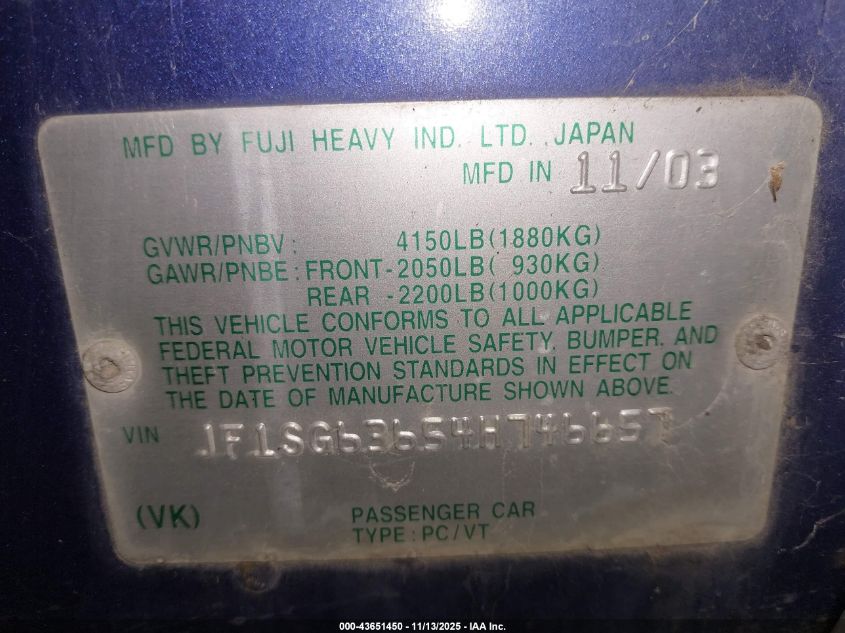 MFD BY FUJI HEAVY IND. LTD. JAPAN
MFD IN 11/03
GVWR/PNBV: 4150LB(1880KG)
GAWR/PNBE: FRONT-2050LB( 930KG)
REAR -2200LB(1000KG)
THIS VEHICLE CONFORMS TO ALL APPLICABLE
FEDERAL MOTOR VEHICLE SAFETY, BUMPER, AND
THEFT PREVENTION STANDARDS IN EFFECT ON
THE DATE OF MANUFACTURE SHOWN ABOVE.
VIN JF1SG63654H746657
(VK) PASSENGER CAR
TYPE: PC/VT
000-43651450 - 11/13/2025 - IAA Inc.